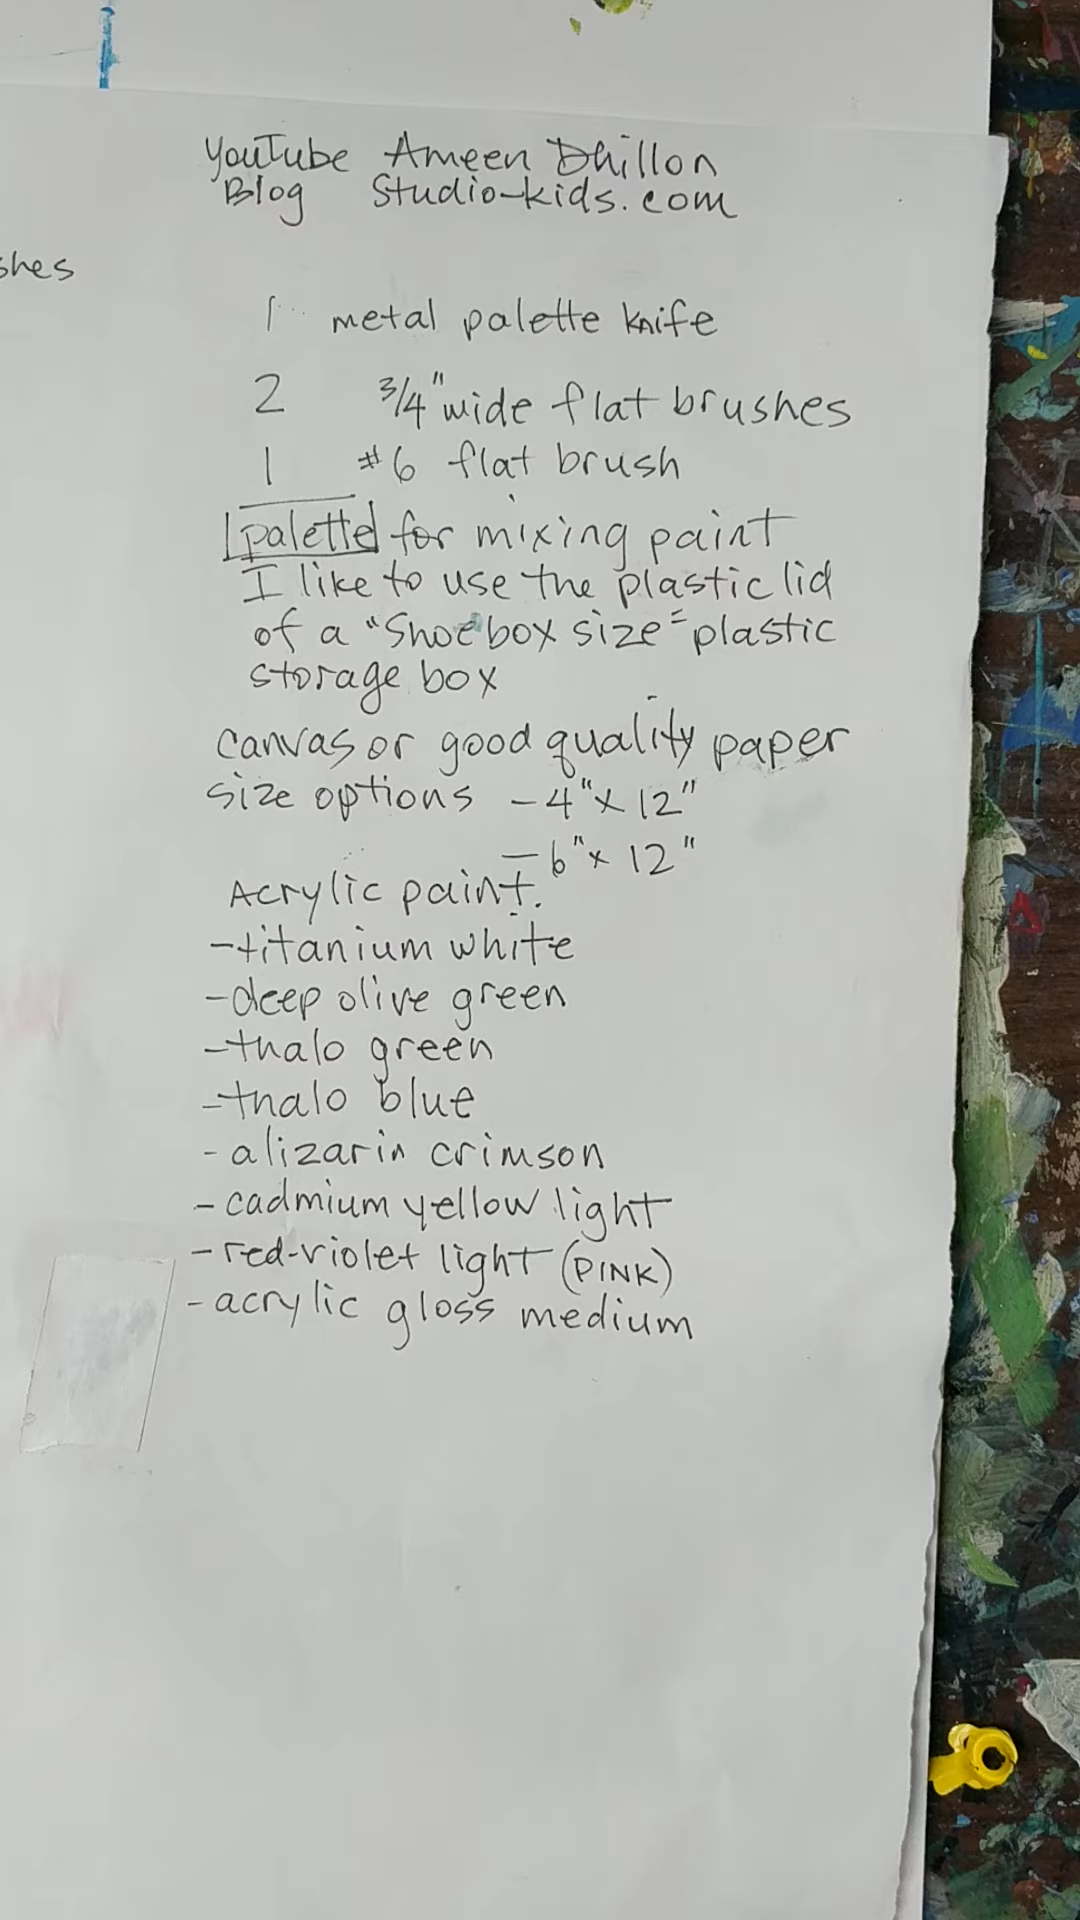 YouTube Ameen Dhillon
Blog Studio-kids.com
shes
1 metal palette knife
2 3/4" wide flat brushes
1 #6 flat brush
palette for mixing paint
I like to use the plastic lid
of a "Shoebox size" plastic
storage box
canvas or good quality paper
size options - 4" x 12"
- 6" x 12"
Acrylic paint.
- titanium white
- deep olive green
- thalo green
- thalo blue
- alizarin crimson
- cadmium yellow light
- red-violet light (PINK)
- acrylic gloss medium